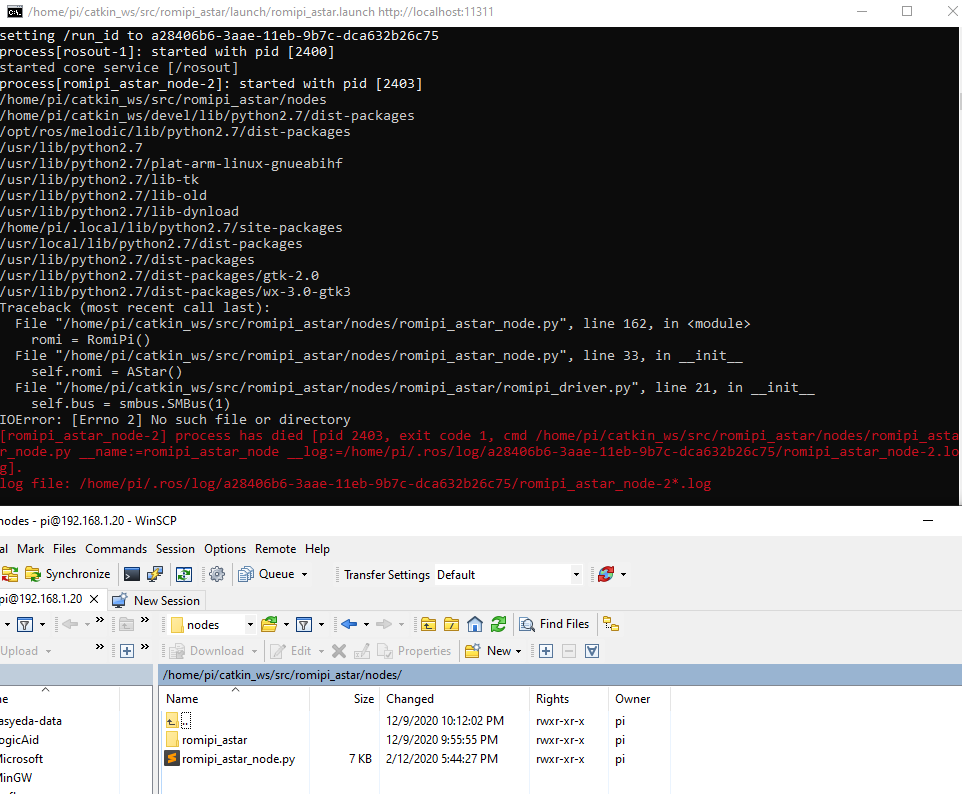 /home/pi/catkin_ws/src/romipi_astar/launch/romipi_astar.launch http://localhost:11311
setting /run_id to a28406b6-3aae-11eb-9b7c-dca632b26c75
process[rosout-1]: started with pid [2400]
started core service [/rosout]
process[romipi_astar_node-2]: started with pid [2403]
/home/pi/catkin_ws/src/romipi_astar/nodes
/home/pi/catkin_ws/devel/lib/python2.7/dist-packages
/opt/ros/melodic/lib/python2.7/dist-packages
/usr/lib/python2.7
/usr/lib/python2.7/plat-arm-linux-gnueabihf
/usr/lib/python2.7/lib-tk
/usr/lib/python2.7/lib-old
/usr/lib/python2.7/lib-dynload
/home/pi/.local/lib/python2.7/site-packages
/usr/local/lib/python2.7/dist-packages
/usr/lib/python2.7/dist-packages
/usr/lib/python2.7/dist-packages/gtk-2.0
/usr/lib/python2.7/dist-packages/wx-3.0-gtk3
Traceback (most recent call last):
  File "/home/pi/catkin_ws/src/romipi_astar/nodes/romipi_astar_node.py", line 162, in <module>
    romi = RomiPi()
  File "/home/pi/catkin_ws/src/romipi_astar/nodes/romipi_astar_node.py", line 33, in __init__
    self.romi = AStar()
  File "/home/pi/catkin_ws/src/romipi_astar/nodes/romipi_astar/romipi_driver.py", line 21, in __init__
    self.bus = smbus.SMBus(1)
IOError: [Errno 2] No such file or directory
[romipi_astar_node-2] process has died [pid 2403, exit code 1, cmd /home/pi/catkin_ws/src/romipi_astar/nodes/romipi_asta
r_node.py __name:=romipi_astar_node __log:=/home/pi/.ros/log/a28406b6-3aae-11eb-9b7c-dca632b26c75/romipi_astar_node-2.lo
g].
log file: /home/pi/.ros/log/a28406b6-3aae-11eb-9b7c-dca632b26c75/romipi_astar_node-2*.log
nodes - pi@192.168.1.20 - WinSCP
al Mark Files Commands Session Options Remote Help
Synchronize Queue Transfer Settings Default
pi@192.168.1.20 New Session
nodes Find Files
Upload Download Edit Properties New
/home/pi/catkin_ws/src/romipi_astar/nodes/
ne Name Size Changed Rights Owner
asyeda-data .. 12/9/2020 10:12:02 PM rwxr-xr-x pi
ogicAid romipi_astar 12/9/2020 9:55:55 PM rwxr-xr-x pi
Microsoft romipi_astar_node.py 7 KB 2/12/2020 5:44:27 PM rwxr-xr-x pi
MinGW